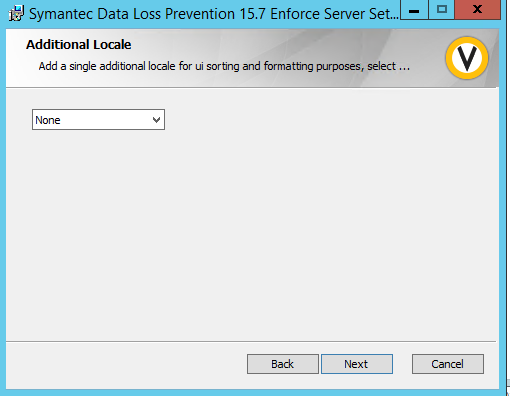 Symantec Data Loss Prevention 15.7 Enforce Server Set...
Additional Locale
Add a single additional locale for ui sorting and formatting purposes, select ...
None
Back Next Cancel